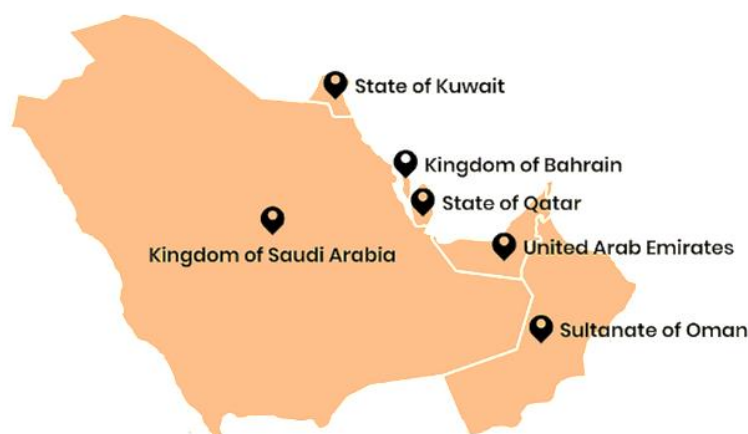 State of Kuwait
Kingdom of Bahrain
State of Qatar
Kingdom of Saudi Arabia
United Arab Emirates
Sultanate of Oman